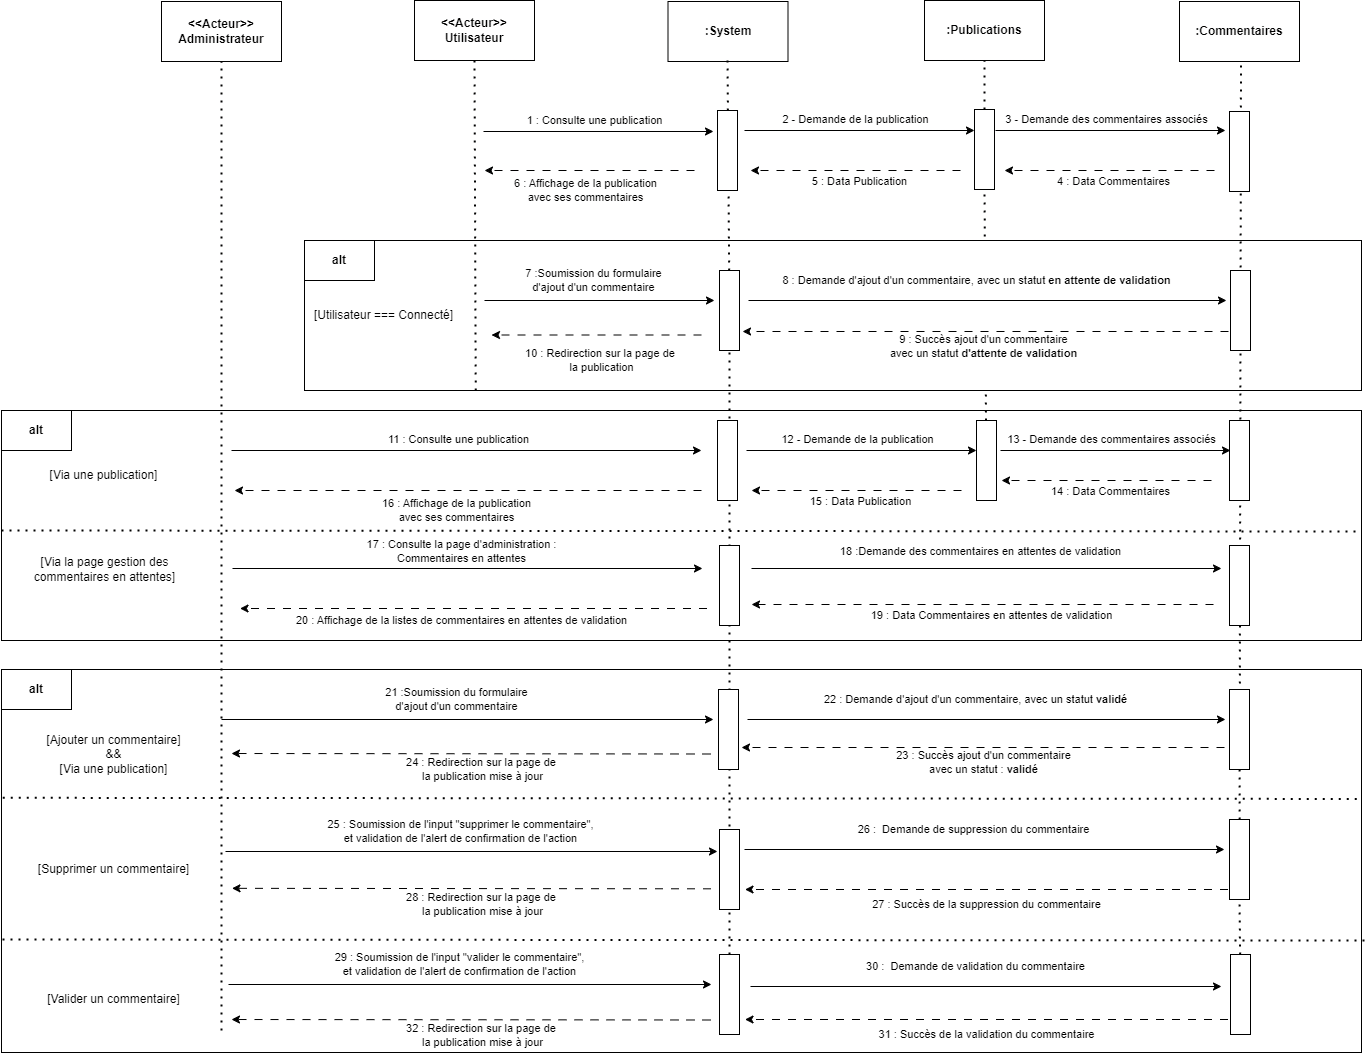 <<Acteur>>
Administrateur
<<Acteur>>
Utilisateur
:System
:Publications
:Commentaires
1 : Consulte une publication
2 - Demande de la publication
3 - Demande des commentaires associés
6 : Affichage de la publication
avec ses commentaires
5 : Data Publication
4 : Data Commentaires
alt
[Utilisateur === Connecté]
7 :Soumission du formulaire
d'ajout d'un commentaire
8 : Demande d'ajout d'un commentaire, avec un statut en attente de validation
9 : Succès ajout d'un commentaire
avec un statut d'attente de validation
10 : Redirection sur la page de
la publication
alt
[Via une publication]
11 : Consulte une publication
12 - Demande de la publication
13 - Demande des commentaires associés
16 : Affichage de la publication
avec ses commentaires
15 : Data Publication
14 : Data Commentaires
[Via la page gestion des
commentaires en attentes]
17 : Consulte la page d'administration :
Commentaires en attentes
18 :Demande des commentaires en attentes de validation
20 : Affichage de la listes de commentaires en attentes de validation
19 : Data Commentaires en attentes de validation
alt
[Ajouter un commentaire]
&&
[Via une publication]
21 :Soumission du formulaire
d'ajout d'un commentaire
22 : Demande d'ajout d'un commentaire, avec un statut validé
24 : Redirection sur la page de
la publication mise à jour
23 : Succès ajout d'un commentaire
avec un statut : validé
[Supprimer un commentaire]
25 : Soumission de l'input "supprimer le commentaire",
et validation de l'alert de confirmation de l'action
26 :  Demande de suppression du commentaire
28 : Redirection sur la page de
la publication mise à jour
27 : Succès de la suppression du commentaire
[Valider un commentaire]
29 : Soumission de l'input "valider le commentaire",
et validation de l'alert de confirmation de l'action
30 :  Demande de validation du commentaire
32 : Redirection sur la page de
la publication mise à jour
31 : Succès de la validation du commentaire